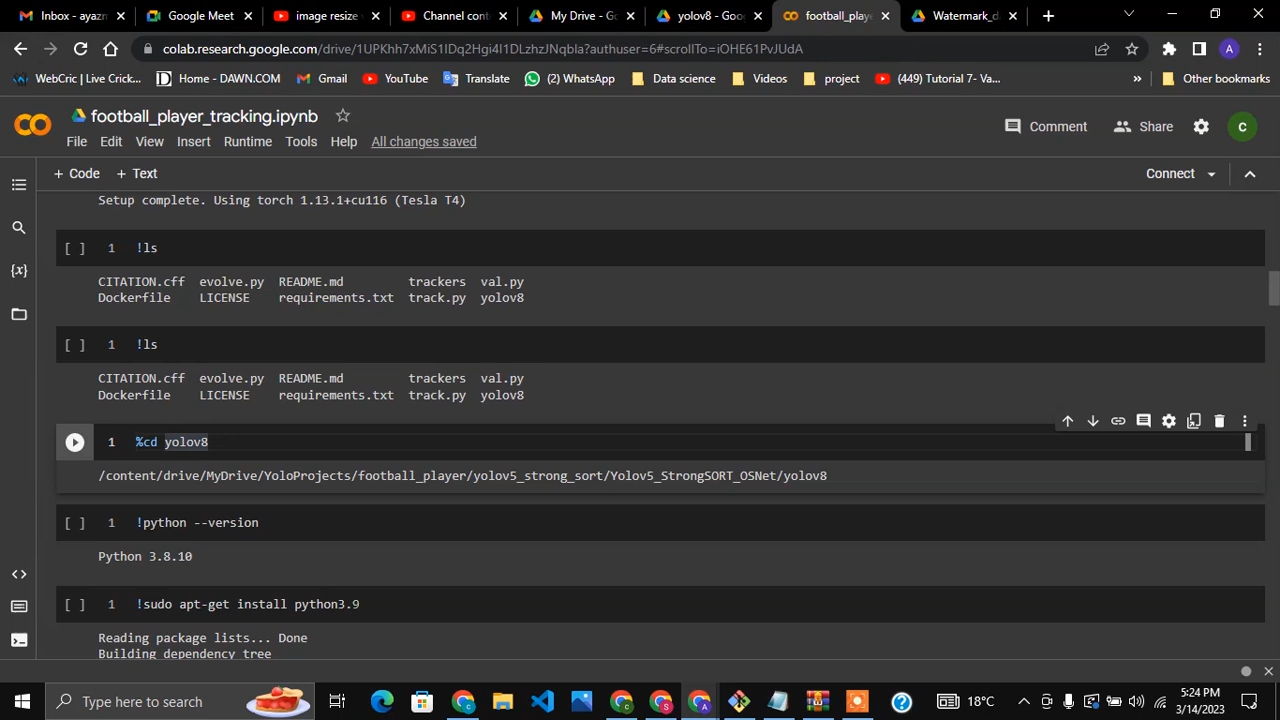 Inbox - ayazm
Google Meet
image resize
Channel cont
My Drive - Go
yolov8 - Goog
football_play
Watermark_d
colab.research.google.com/drive/1UPKhh7xMiS1IDq2Hgi4I1DLzhzJNqbla?authuser=6#scrollTo=iOHE61PvJUdA
A
WebCric | Live Crick...
Home - DAWN.COM
Gmail
YouTube
Translate
(2) WhatsApp
Data science
Videos
project
(449) Tutorial 7- Va...
»
Other bookmarks
football_player_tracking.ipynb
Comment
Share
C
File Edit View Insert Runtime Tools Help All changes saved
+ Code + Text
Connect
Setup complete. Using torch 1.13.1+cu116 (Tesla T4)
[ ] 1 !ls
CITATION.cff evolve.py README.md trackers val.py
Dockerfile LICENSE requirements.txt track.py yolov8
[ ] 1 !ls
CITATION.cff evolve.py README.md trackers val.py
Dockerfile LICENSE requirements.txt track.py yolov8
1 %cd yolov8
/content/drive/MyDrive/YoloProjects/football_player/yolov5_strong_sort/Yolov5_StrongSORT_OSNet/yolov8
[ ] 1 !python --version
Python 3.8.10
[ ] 1 !sudo apt-get install python3.9
Reading package lists... Done
Building dependency tree
Type here to search
18°C
5:24 PM
3/14/2023